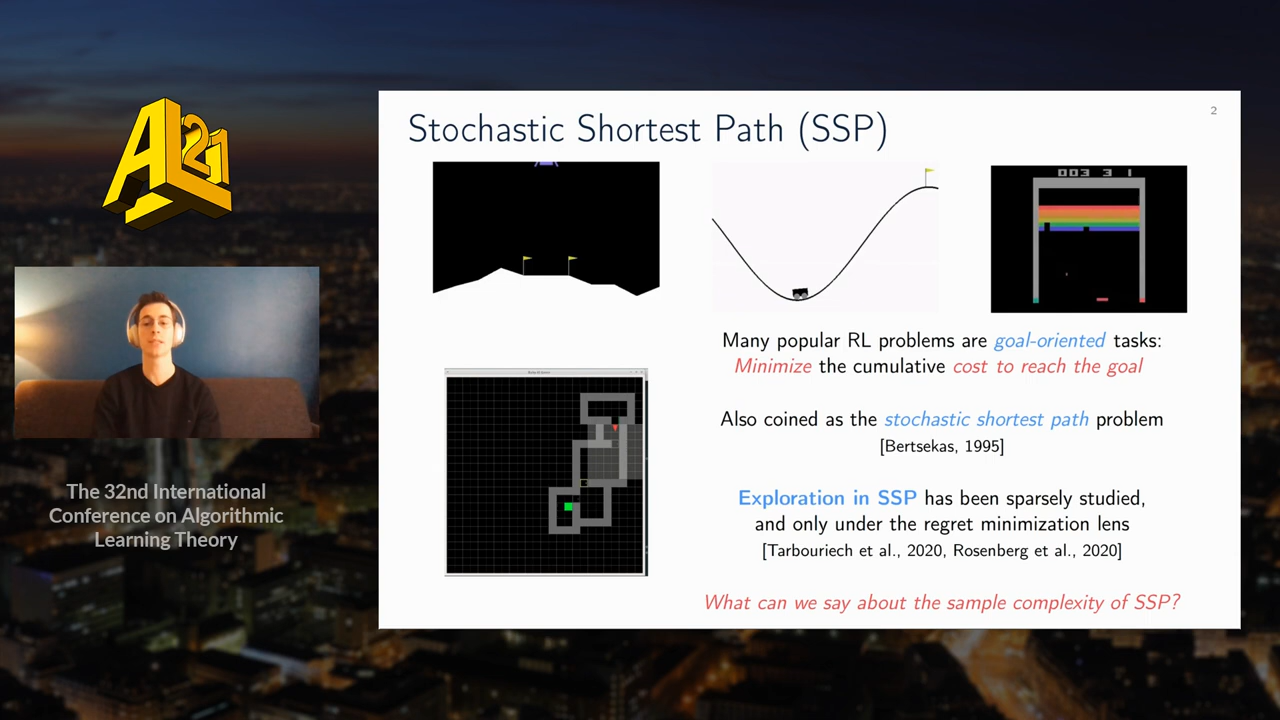 ALT21
The 32nd International
Conference on Algorithmic
Learning Theory
2
Stochastic Shortest Path (SSP)
003 3 1
Many popular RL problems are goal-oriented tasks:
Minimize the cumulative cost to reach the goal
Also coined as the stochastic shortest path problem
[Bertsekas, 1995]
Exploration in SSP has been sparsely studied,
and only under the regret minimization lens
[Tarbouriech et al., 2020, Rosenberg et al., 2020]
What can we say about the sample complexity of SSP?